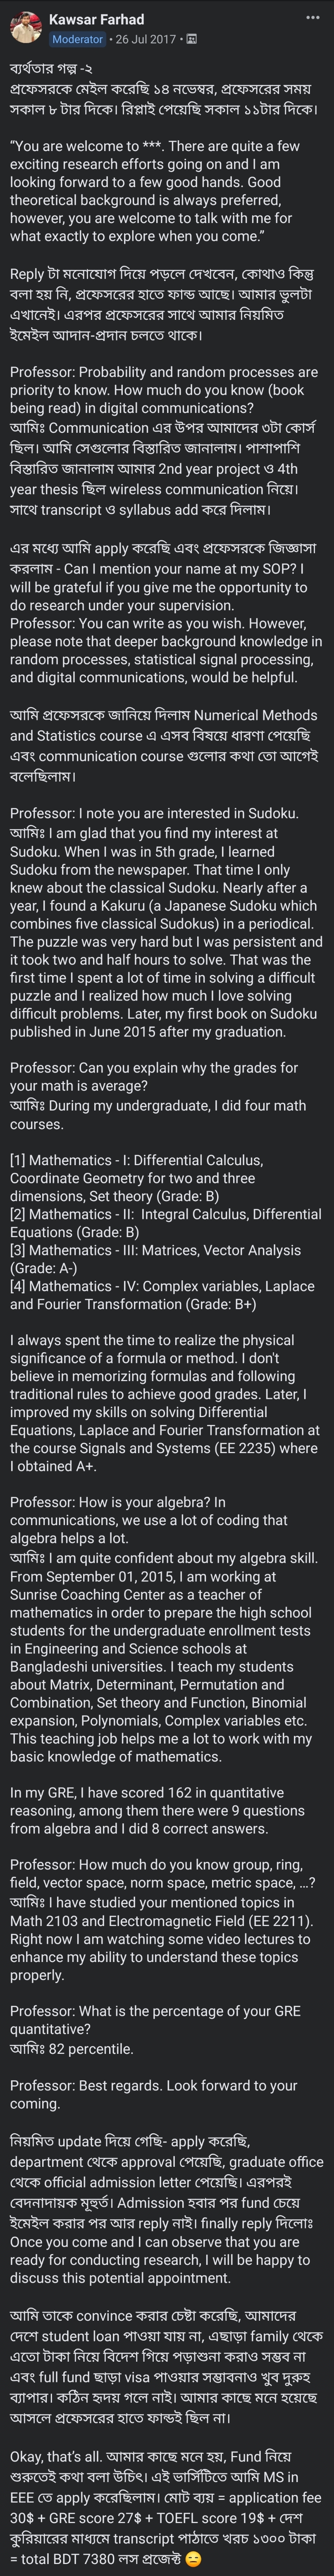 Kawsar Farhad
Moderator • 26 Jul 2017 •
ব্যর্থতার গল্প -২
প্রফেসরকে মেইল করেছি ১৪ নভেম্বর, প্রফেসরের সময়
সকাল ৮ টার দিকে। রিপ্লাই পেয়েছি সকাল ১১টার দিকে।
“You are welcome to ***. There are quite a few
exciting research efforts going on and I am
looking forward to a few good hands. Good
theoretical background is always preferred,
however, you are welcome to talk with me for
what exactly to explore when you come.”
Reply টা মনোযোগ দিয়ে পড়লে দেখবেন, কোথাও কিন্তু
বলা হয় নি, প্রফেসরের হাতে ফান্ড আছে। আমার ভুলটা
এখানেই। এরপর প্রফেসরের সাথে আমার নিয়মিত
ইমেইল আদান-প্রদান চলতে থাকে।
Professor: Probability and random processes are
priority to know. How much do you know (book
being read) in digital communications?
আমিঃ Communication এর উপর আমাদের ৩টা কোর্স
ছিল। আমি সেগুলোর বিস্তারিত জানালাম। পাশাপাশি
বিস্তারিত জানালাম আমার 2nd year project ও 4th
year thesis ছিল wireless communication নিয়ে।
সাথে transcript ও syllabus add করে দিলাম।
এর মধ্যে আমি apply করেছি এবং প্রফেসরকে জিজ্ঞাসা
করলাম - Can I mention your name at my SOP? I
will be grateful if you give me the opportunity to
do research under your supervision.
Professor: You can write as you wish. However,
please note that deeper background knowledge in
random processes, statistical signal processing,
and digital communications, would be helpful.
আমি প্রফেসরকে জানিয়ে দিলাম Numerical Methods
and Statistics course এ এসব বিষয়ে ধারণা পেয়েছি
এবং communication course গুলোর কথা তো আগেই
বলেছিলাম।
Professor: I note you are interested in Sudoku.
আমিঃ I am glad that you find my interest at
Sudoku. When I was in 5th grade, I learned
Sudoku from the newspaper. That time I only
knew about the classical Sudoku. Nearly after a
year, I found a Kakuru (a Japanese Sudoku which
combines five classical Sudokus) in a periodical.
The puzzle was very hard but I was persistent and
it took two and half hours to solve. That was the
first time I spent a lot of time in solving a difficult
puzzle and I realized how much I love solving
difficult problems. Later, my first book on Sudoku
published in June 2015 after my graduation.
Professor: Can you explain why the grades for
your math is average?
আমিঃ During my undergraduate, I did four math
courses.
[1] Mathematics - I: Differential Calculus,
Coordinate Geometry for two and three
dimensions, Set theory (Grade: B)
[2] Mathematics - II: Integral Calculus, Differential
Equations (Grade: B)
[3] Mathematics - III: Matrices, Vector Analysis
(Grade: A-)
[4] Mathematics - IV: Complex variables, Laplace
and Fourier Transformation (Grade: B+)
I always spent the time to realize the physical
significance of a formula or method. I don't
believe in memorizing formulas and following
traditional rules to achieve good grades. Later, I
improved my skills on solving Differential
Equations, Laplace and Fourier Transformation at
the course Signals and Systems (EE 2235) where
I obtained A+.
Professor: How is your algebra? In
communications, we use a lot of coding that
algebra helps a lot.
আমিঃ I am quite confident about my algebra skill.
From September 01, 2015, I am working at
Sunrise Coaching Center as a teacher of
mathematics in order to prepare the high school
students for the undergraduate enrollment tests
in Engineering and Science schools at
Bangladeshi universities. I teach my students
about Matrix, Determinant, Permutation and
Combination, Set theory and Function, Binomial
expansion, Polynomials, Complex variables etc.
This teaching job helps me a lot to work with my
basic knowledge of mathematics.
In my GRE, I have scored 162 in quantitative
reasoning, among them there were 9 questions
from algebra and I did 8 correct answers.
Professor: How much do you know group, ring,
field, vector space, norm space, metric space, …?
আমিঃ I have studied your mentioned topics in
Math 2103 and Electromagnetic Field (EE 2211).
Right now I am watching some video lectures to
enhance my ability to understand these topics
properly.
Professor: What is the percentage of your GRE
quantitative?
আমিঃ 82 percentile.
Professor: Best regards. Look forward to your
coming.
নিয়মিত update দিয়ে গেছি- apply করেছি,
department থেকে approval পেয়েছি, graduate office
থেকে official admission letter পেয়েছি। এরপরই
বেদনাদায়ক মূহুর্ত। Admission হবার পর fund চেয়ে
ইমেইল করার পর আর reply নাই। finally reply দিলোঃ
Once you come and I can observe that you are
ready for conducting research, I will be happy to
discuss this potential appointment.
আমি তাকে convince করার চেষ্টা করেছি, আমাদের
দেশে student loan পাওয়া যায় না, এছাড়া family থেকে
এতো টাকা নিয়ে বিদেশ গিয়ে পড়াশুনা করাও সম্ভব না
এবং full fund ছাড়া visa পাওয়ার সম্ভাবনাও খুব দুরুহ
ব্যাপার। কঠিন হৃদয় গলে নাই। আমার কাছে মনে হয়েছে
আসলে প্রফেসরের হাতে ফান্ডই ছিল না।
Okay, that’s all. আমার কাছে মনে হয়, Fund নিয়ে
শুরুতেই কথা বলা উচিৎ। এই ভার্সিটিতে আমি MS in
EEE তে apply করেছিলাম। মোট ব্যয় = application fee
30$ + GRE score 27$ + TOEFL score 19$ + দেশ
কুরিয়ারের মাধ্যমে transcript পাঠাতে খরচ ১৩০০ টাকা
= total BDT 7380 লস প্রজেক্ট 😑